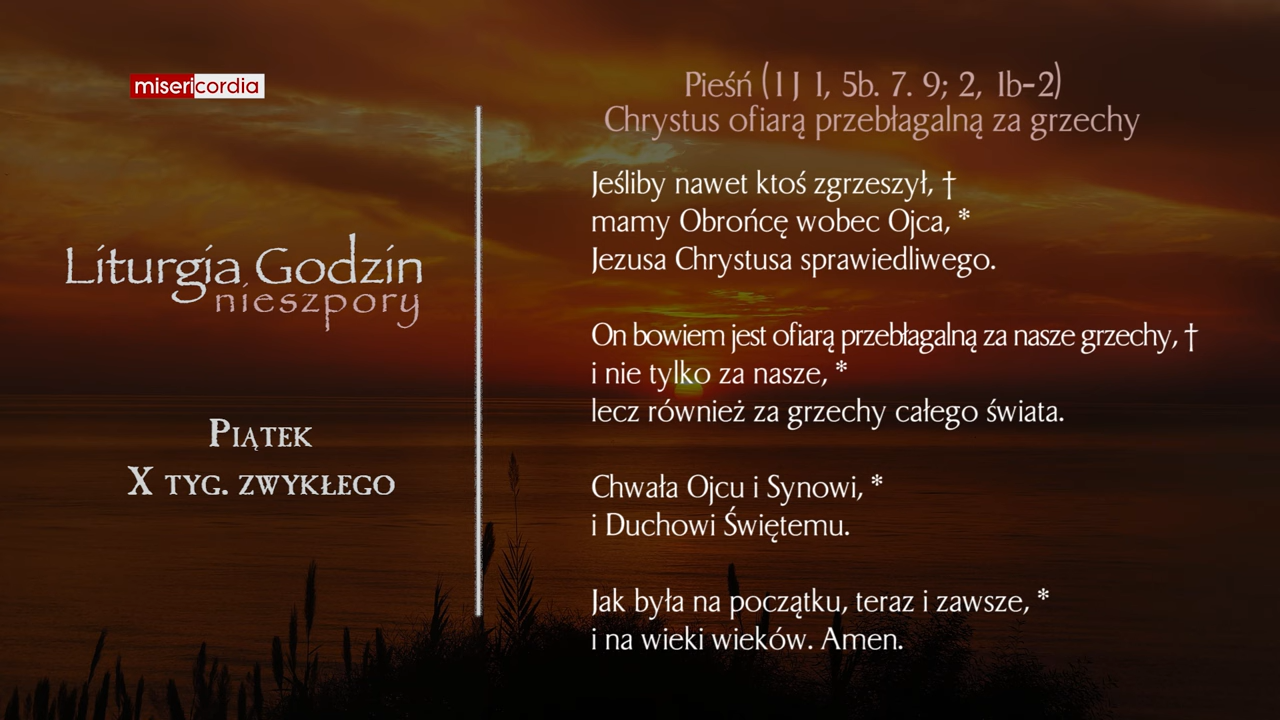 misericordia
Liturgia Godzin
nieszpory
Piątek
X tyg. zwykłego
Pieśń (1 J 1, 5b. 7. 9; 2, 1b-2)
Chrystus ofiarą przebłagalną za grzechy
Jeśliby nawet ktoś zgrzeszył, †
mamy Obrońcę wobec Ojca, *
Jezusa Chrystusa sprawiedliwego.
On bowiem jest ofiarą przebłagalną za nasze grzechy, †
i nie tylko za nasze, *
lecz również za grzechy całego świata.
Chwała Ojcu i Synowi, *
i Duchowi Świętemu.
Jak była na początku, teraz i zawsze, *
i na wieki wieków. Amen.